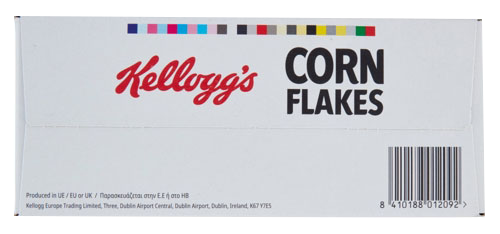 Kellogg's
CORN
FLAKES
Produced in UE / EU or UK / Παρασκευάζεται στην Ε.Ε ή στο ΗΒ
Kellogg Europe Trading Limited, Three, Dublin Airport Central, Dublin Airport, Dublin, Ireland, K67 Y7E5
8 410188 012092 >